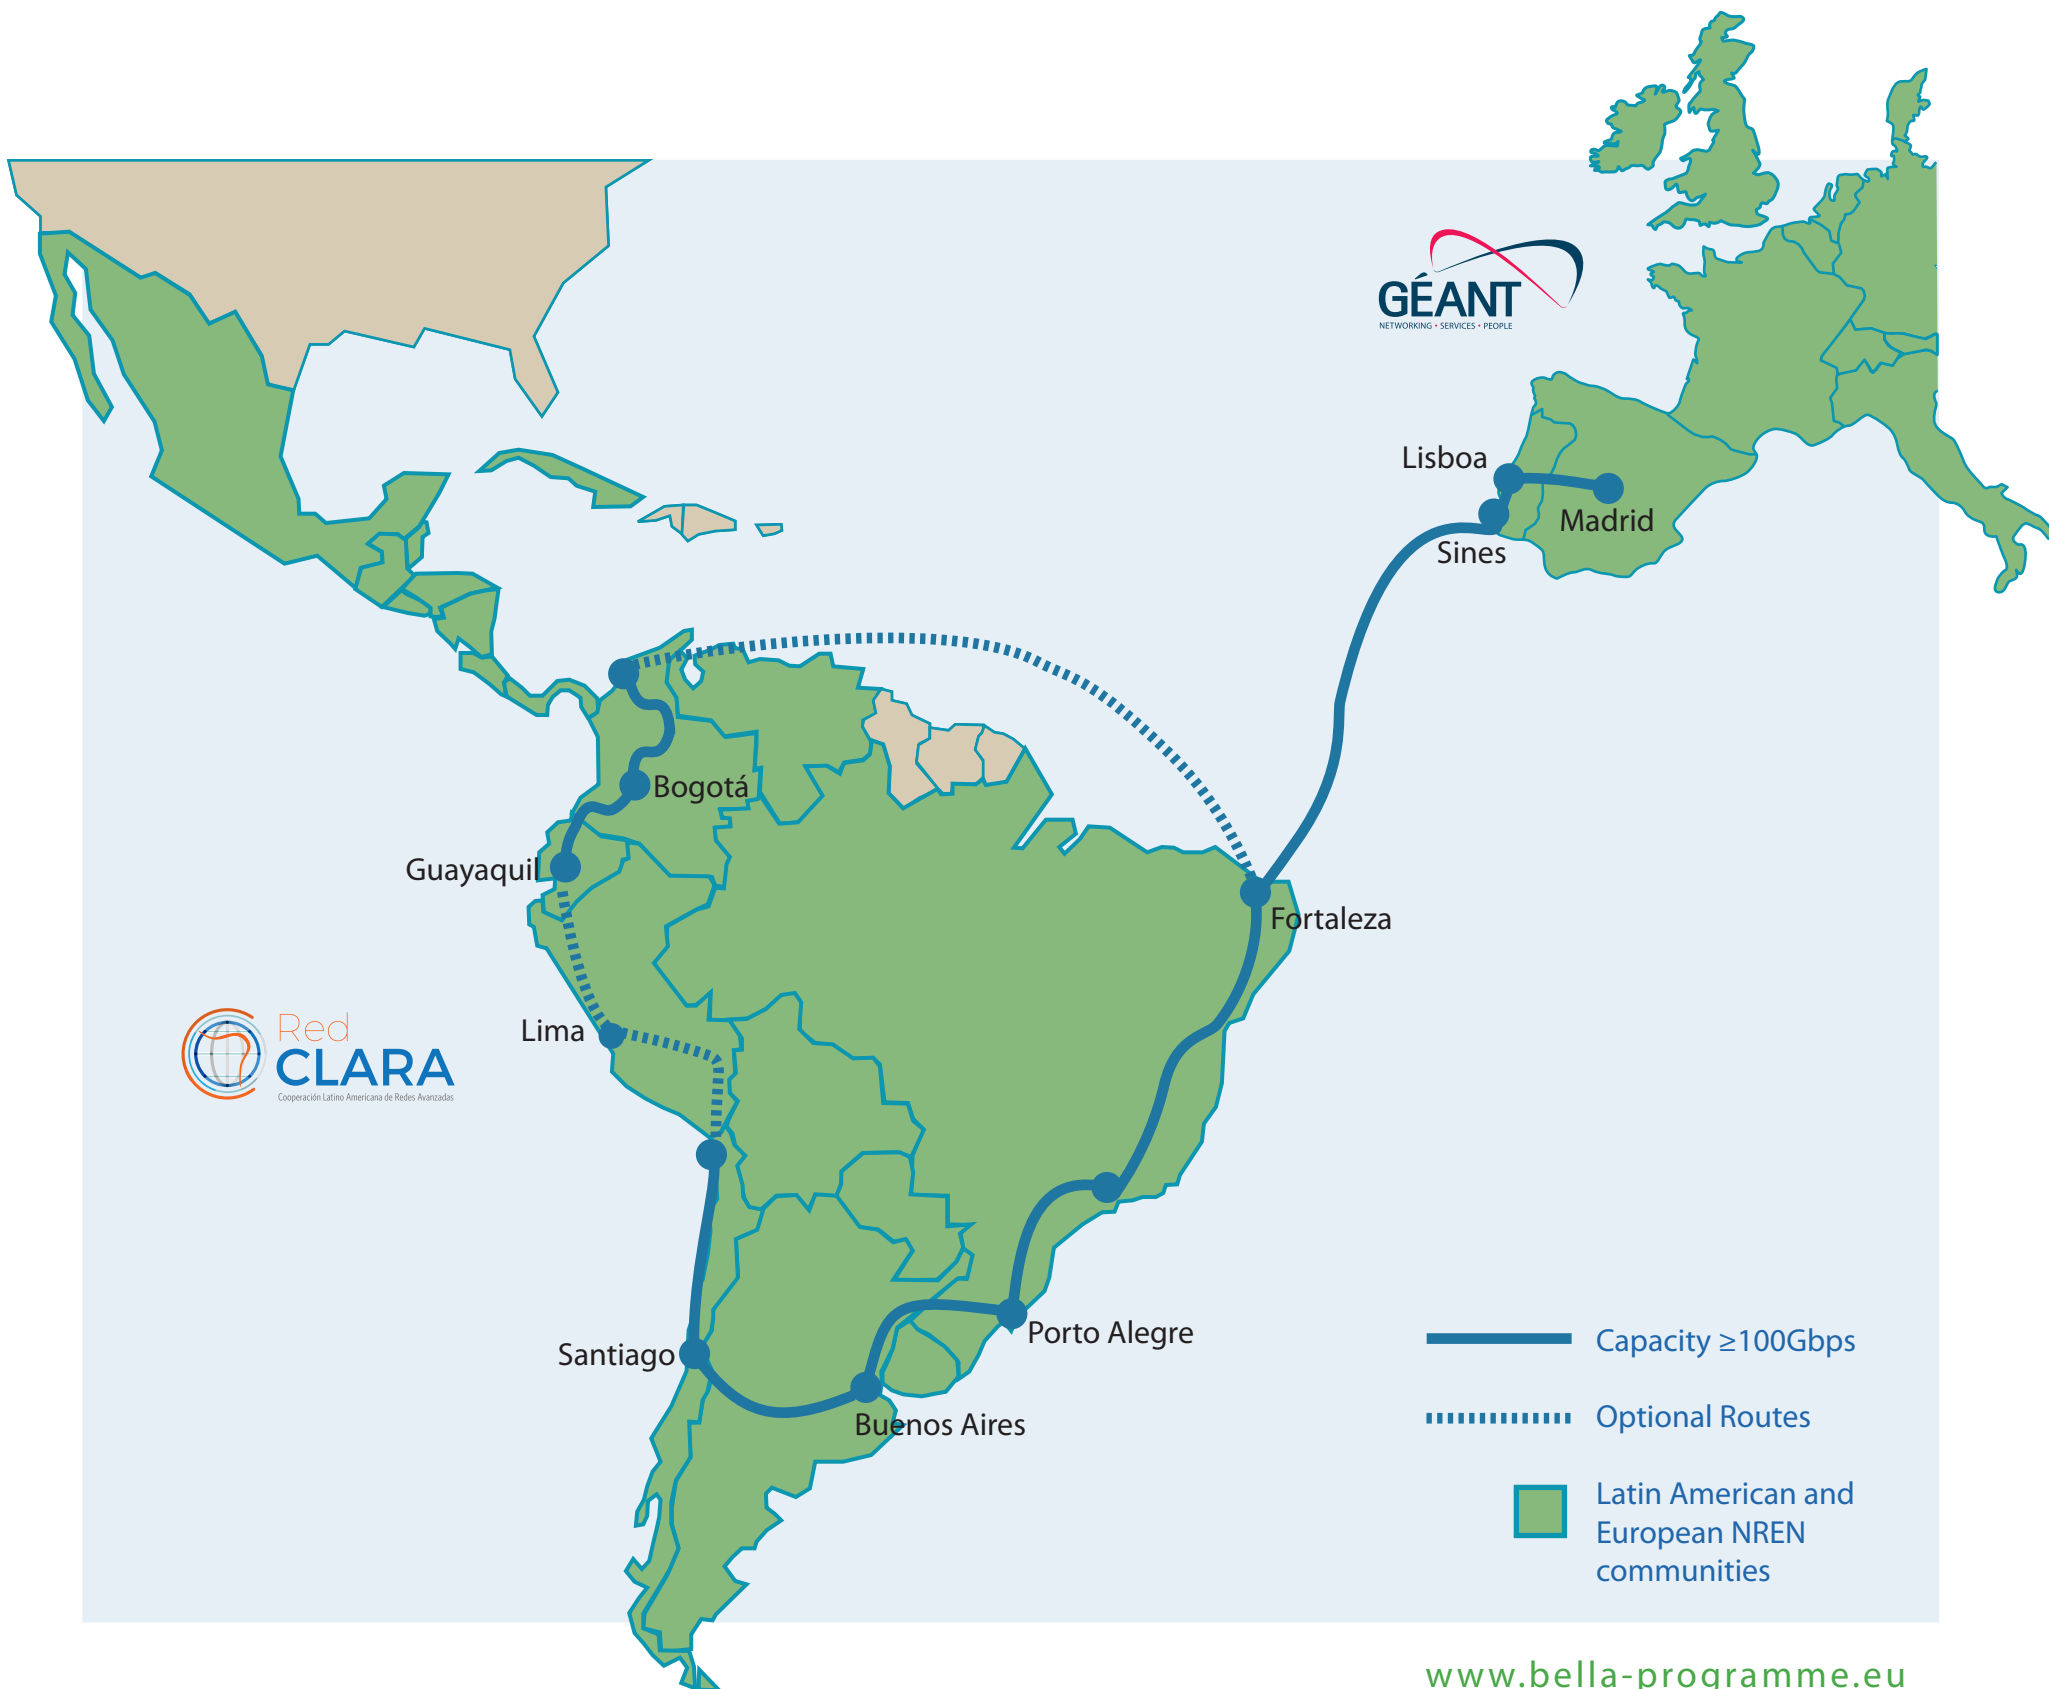 GÉANT
NETWORKING • SERVICES • PEOPLE
Lisboa
Madrid
Sines
Bogotá
Guayaquil
Fortaleza
Red
CLARA
Cooperación Latino Americana de Redes Avanzadas
Lima
Porto Alegre
Santiago
Buenos Aires
Capacity ≥100Gbps
Optional Routes
Latin American and
European NREN
communities
www.bella-programme.eu